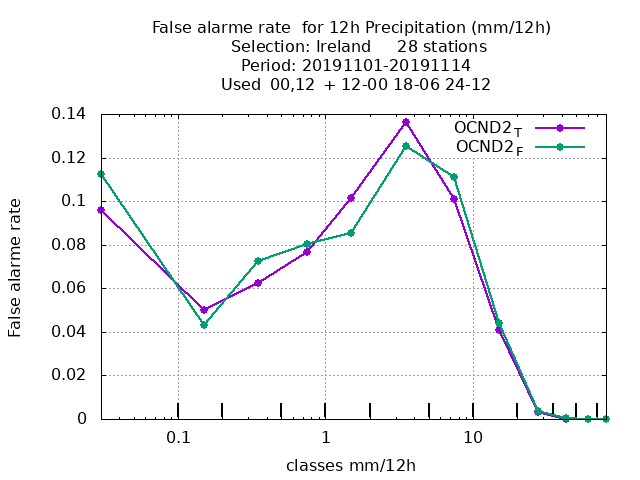 False alarme rate  for 12h Precipitation (mm/12h)
Selection: Ireland     28 stations
Period: 20191101-20191114
Used  00,12  + 12-00 18-06 24-12
OCND2T
OCND2F
0.14
0.12
0.1
0.08
0.06
0.04
0.02
0
False alarme rate
0.1 1 10
classes mm/12h